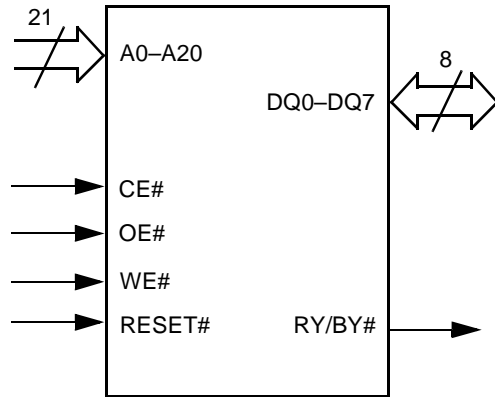 21
A0–A20
8
DQ0–DQ7
CE#
OE#
WE#
RESET#
RY/BY#